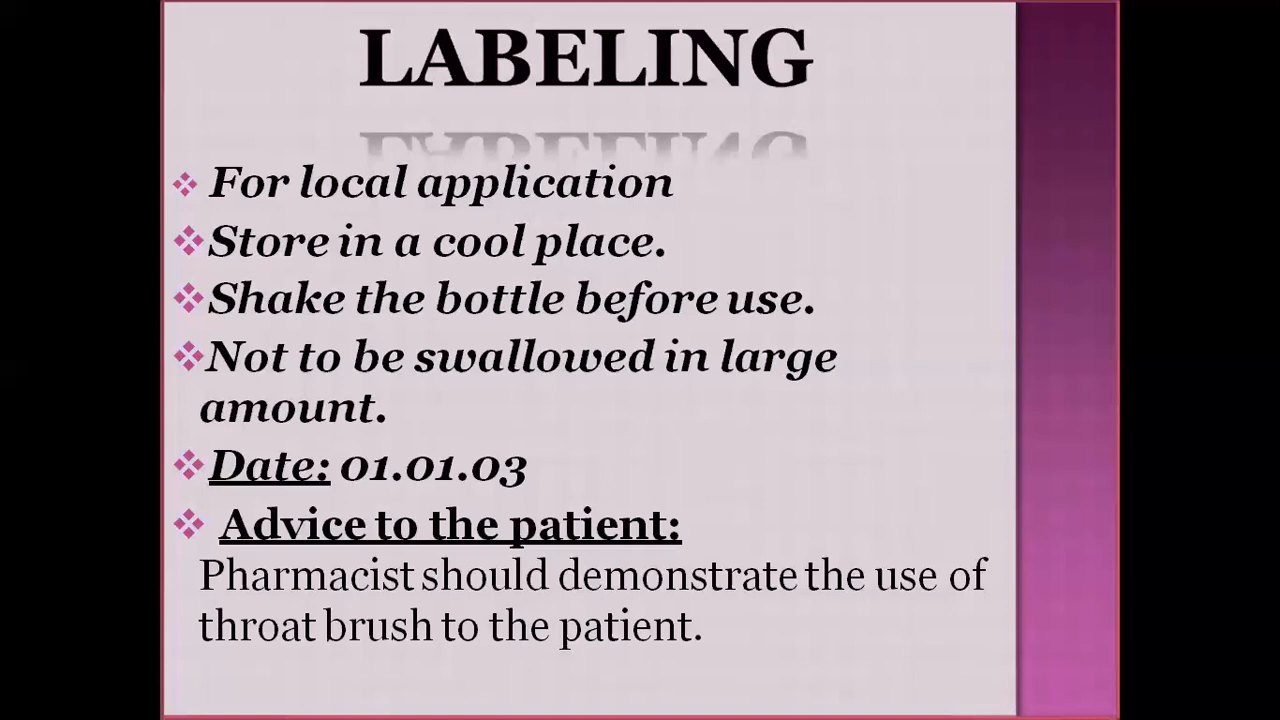 LABELING
For local application
Store in a cool place.
Shake the bottle before use.
Not to be swallowed in large
amount.
Date: 01.01.03
Advice to the patient:
Pharmacist should demonstrate the use of
throat brush to the patient.